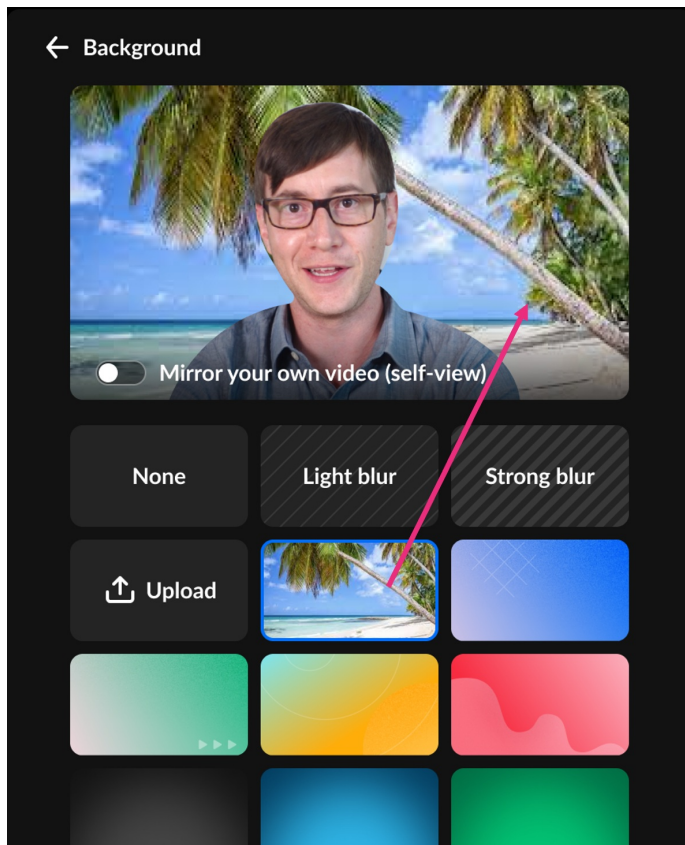 Background
Mirror your own video (self-view)
None
Light blur
Strong blur
Upload